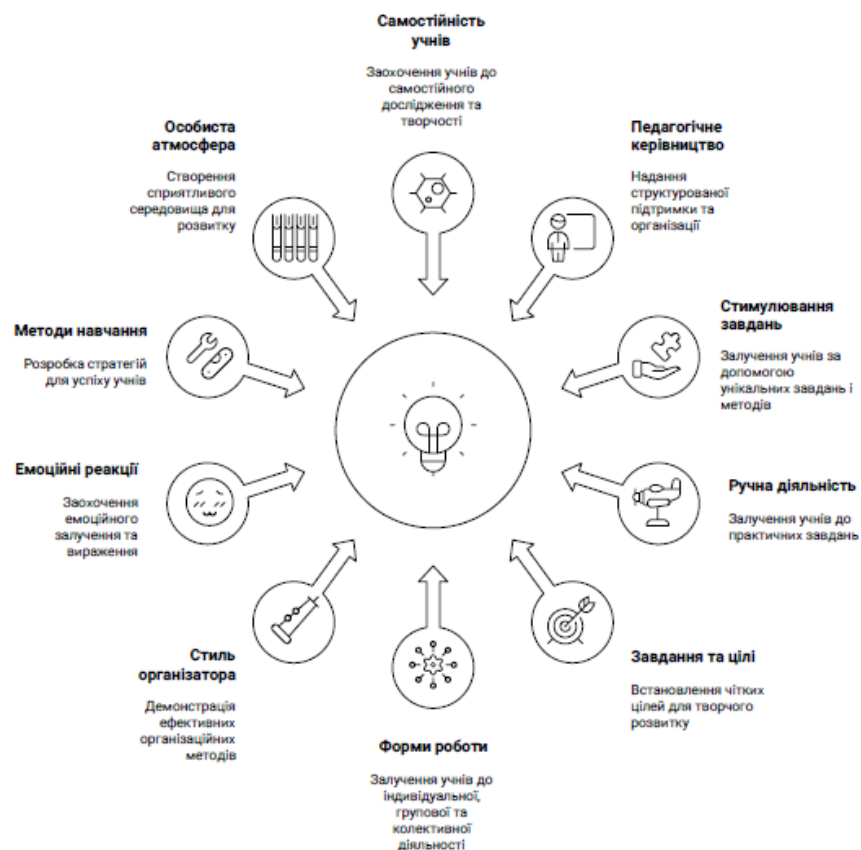 Самостійність
учнів
Заохочення учнів до
самостійного
дослідження та
творчості
Особиста
атмосфера
Створення
сприятливого
середовища для
розвитку
Педагогічне
керівництво
Надання
структурованої
підтримки та
організації
Методи навчання
Розробка стратегій
для успіху учнів
Стимулювання
завдань
Залучення учнів за
допомогою
унікальних завдань і
методів
Емоційні реакції
Заохочення
емоційного
залучення та
вираження
Ручна діяльність
Залучення учнів до
практичних завдань
Стиль
організатора
Демонстрація
ефективних
організаційних
методів
Завдання та цілі
Встановлення чітких
цілей для творчого
розвитку
Форми роботи
Залучення учнів до
індивідуальної,
групової та
колективної
діяльності